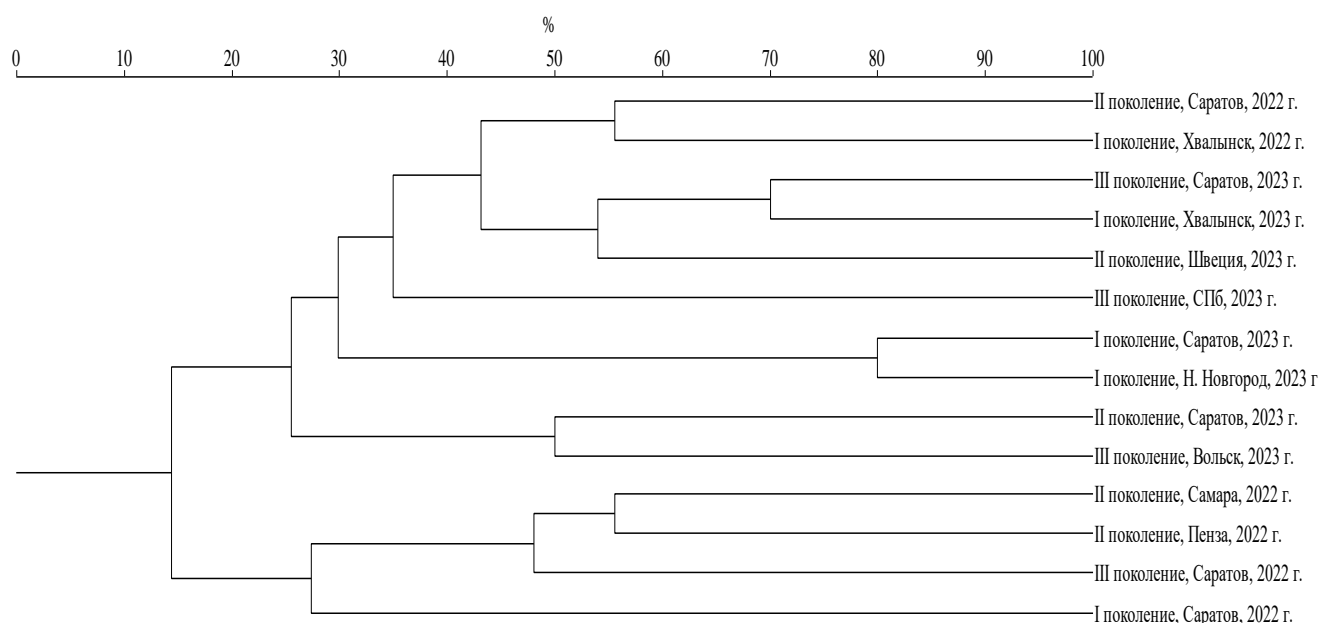 %
0 10 20 30 40 50 60 70 80 90 100
II поколение, Саратов, 2022 г.
I поколение, Хвалынск, 2022 г.
III поколение, Саратов, 2023 г.
I поколение, Хвалынск, 2023 г.
II поколение, Швеция, 2023 г.
III поколение, СПб, 2023 г.
I поколение, Саратов, 2023 г.
I поколение, Н. Новгород, 2023 г
II поколение, Саратов, 2023 г.
III поколение, Вольск, 2023 г.
II поколение, Самара, 2022 г.
II поколение, Пенза, 2022 г.
III поколение, Саратов, 2022 г.
I поколение, Саратов, 2022 г.